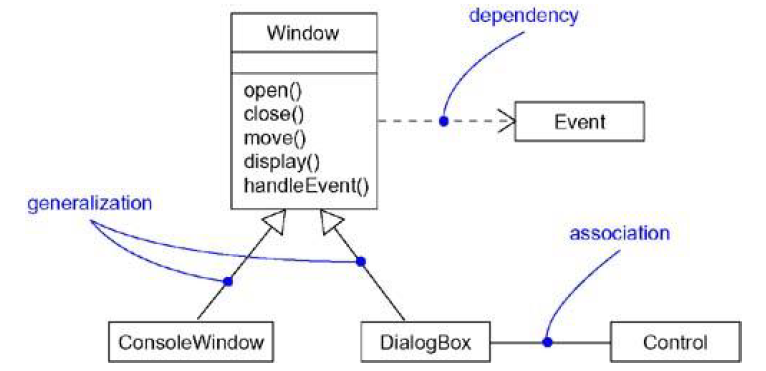 dependency
Window
open()
close()
move()
display()
handleEvent()
Event
generalization
association
ConsoleWindow
DialogBox
Control